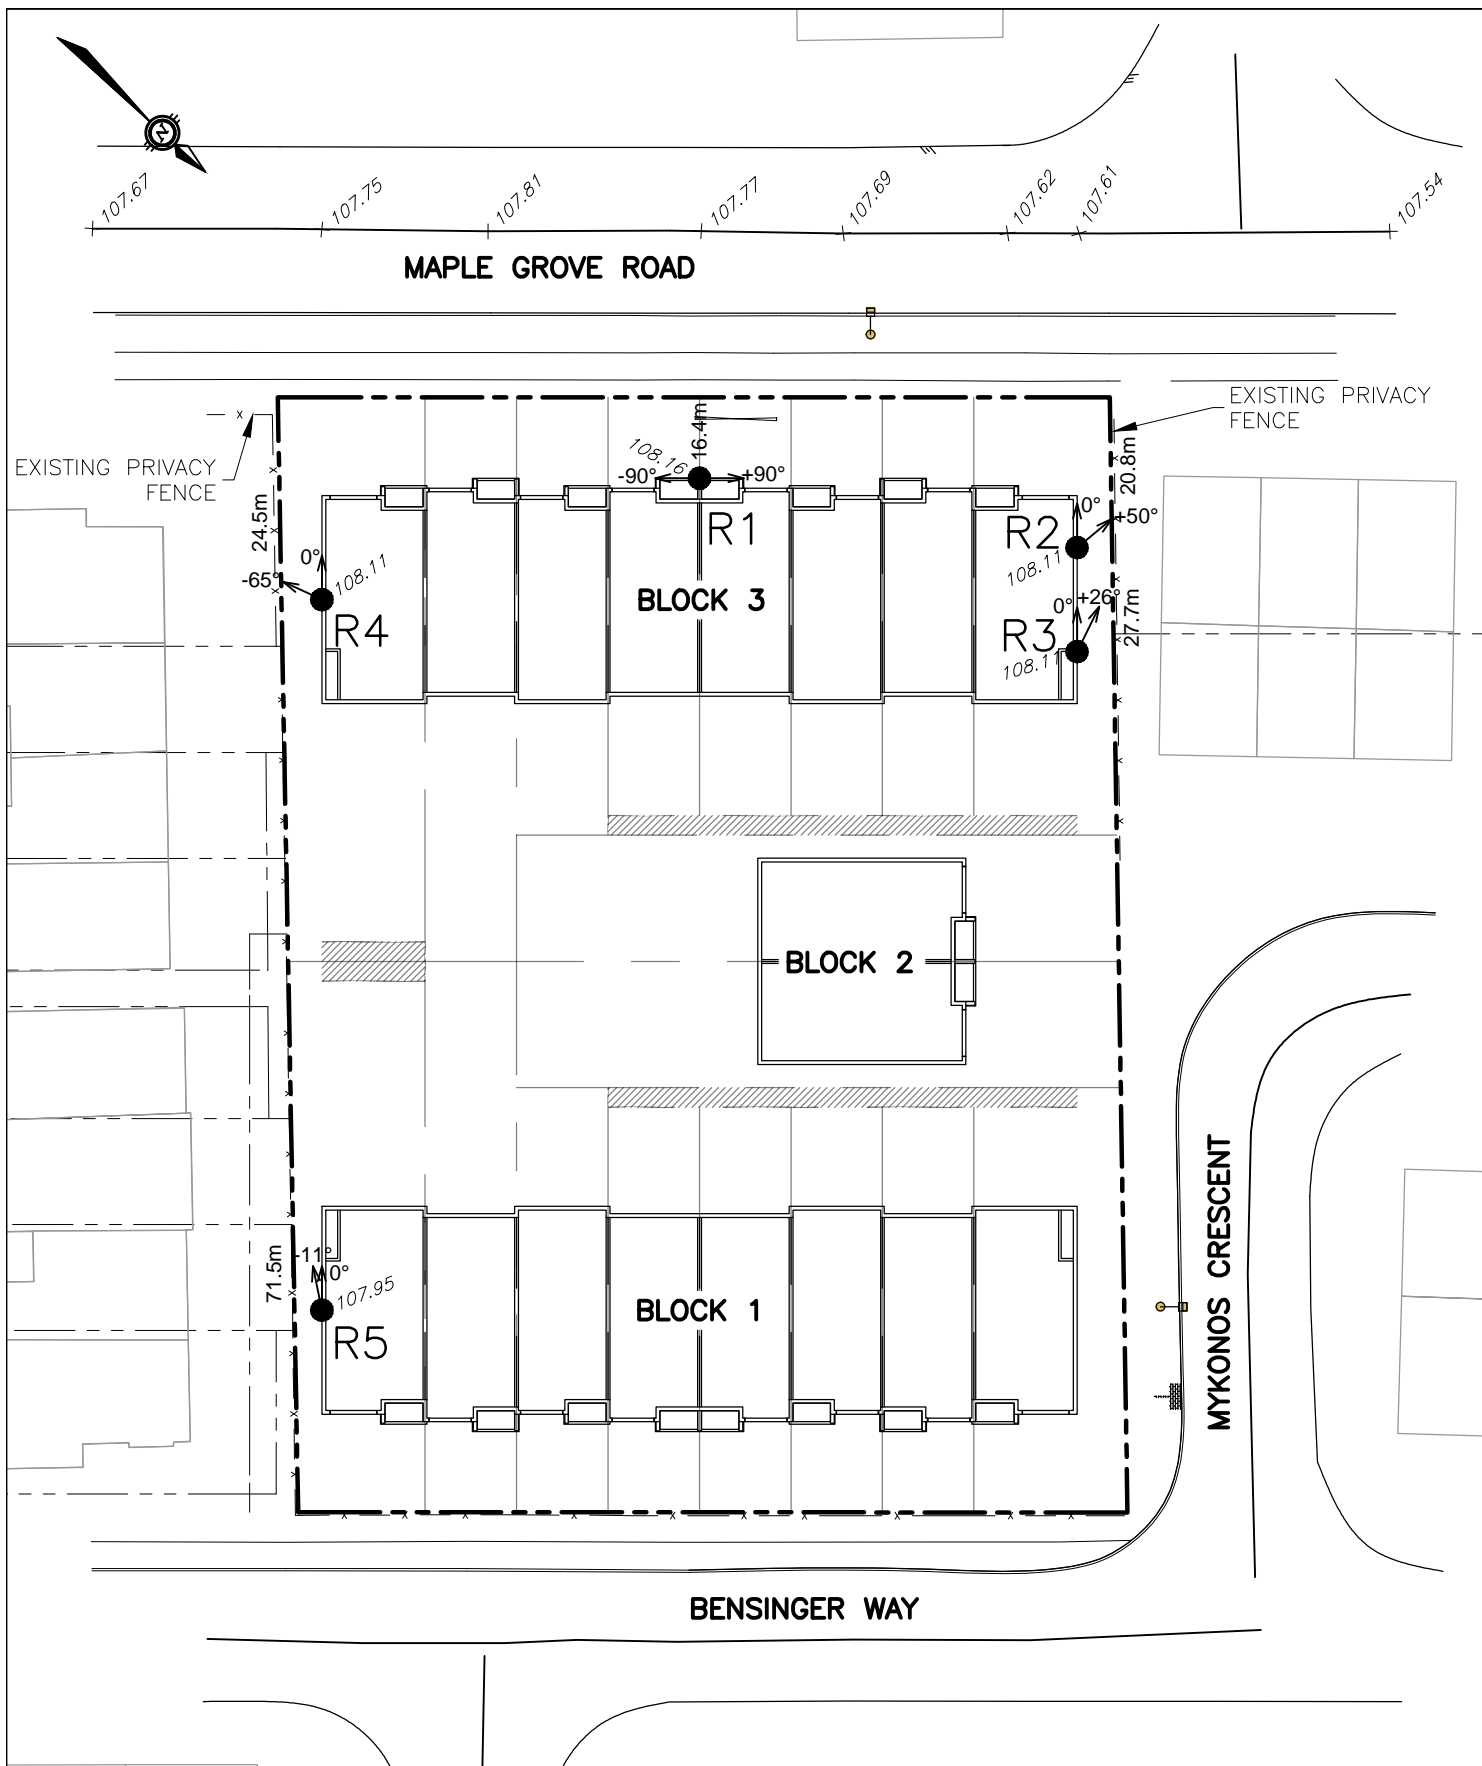 N
107.67
107.75
107.81
107.77
107.69
107.62
107.61
107.54
MAPLE GROVE ROAD
EXISTING PRIVACY
FENCE
EXISTING PRIVACY
FENCE
16.4m
108.16
-90°
+90°
R1
20.8m
0°
+50°
R2
108.11
24.5m
0°
-65°
108.11
R4
BLOCK 3
0°
+26°
27.7m
R3
108.11
BLOCK 2
MYKONOS CRESCENT
71.5m
-11°
0°
107.95
R5
BLOCK 1
BENSINGER WAY